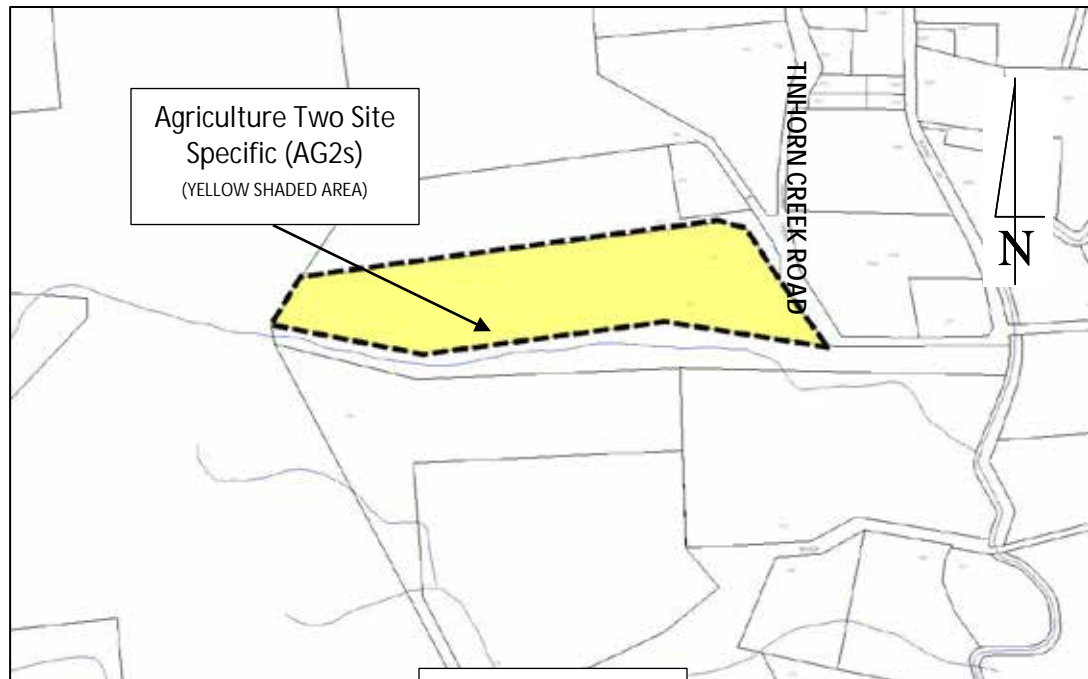 Agriculture Two Site
Specific (AG2s)
(YELLOW SHADED AREA)
TINHORN CREEK ROAD
N